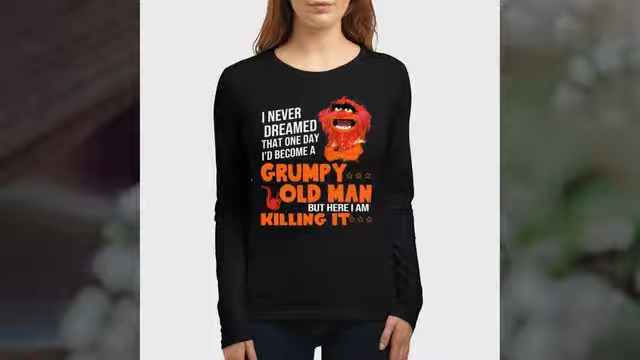 I NEVER
DREAMED
THAT ONE DAY
I'D BECOME A
GRUMPY
OLD MAN
BUT HERE I AM
KILLING IT